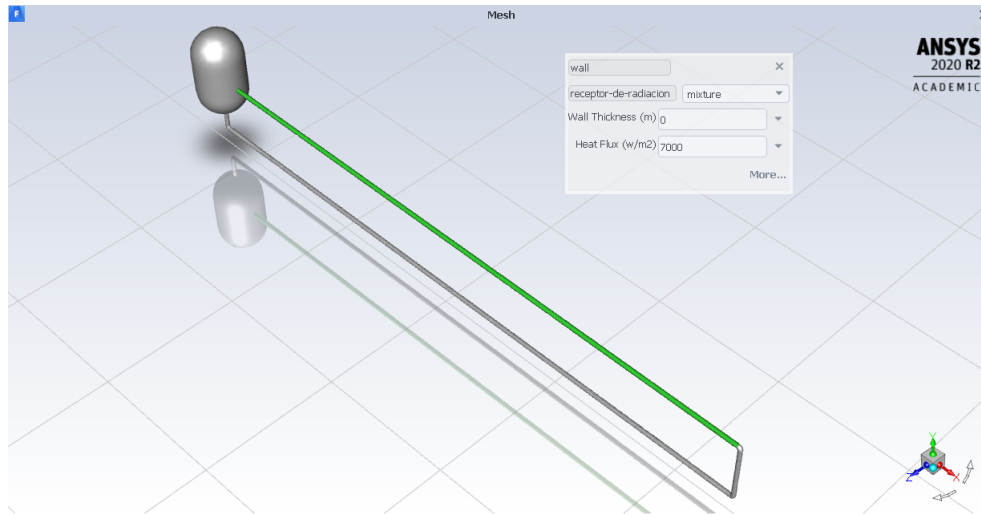 F
Mesh
ANSYS
2020 R2
ACADEMIC
wall
receptor-de-radiacion mixture
Wall Thickness (m) 0
Heat Flux (w/m2) 7000
More...
Y
Z X